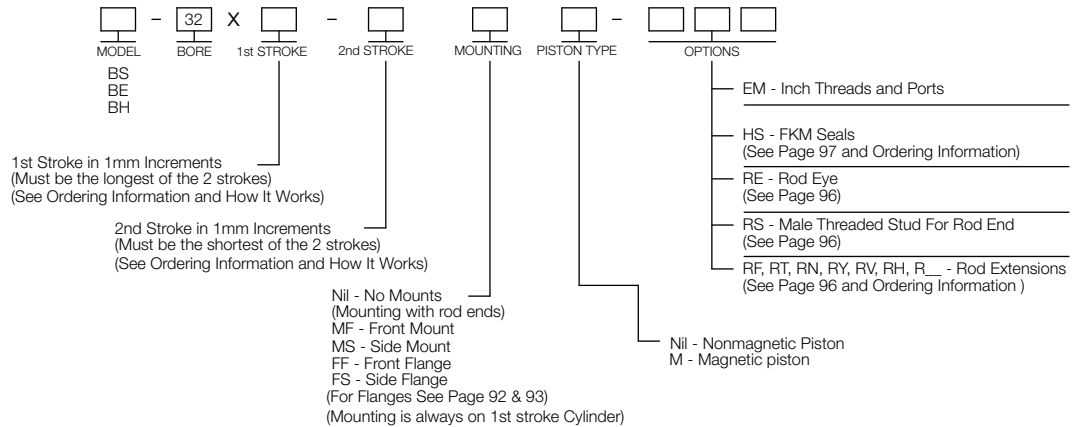 - 32 X - -
MODEL BORE 1st STROKE 2nd STROKE MOUNTING PISTON TYPE OPTIONS
BS
BE
BH
EM - Inch Threads and Ports
HS - FKM Seals
(See Page 97 and Ordering Information)
RE - Rod Eye
(See Page 96)
RS - Male Threaded Stud For Rod End
(See Page 96)
RF, RT, RN, RY, RV, RH, R__ - Rod Extensions
(See Page 96 and Ordering Information )
1st Stroke in 1mm Increments
(Must be the longest of the 2 strokes)
(See Ordering Information and How It Works)
2nd Stroke in 1mm Increments
(Must be the shortest of the 2 strokes)
(See Ordering Information and How It Works)
Nil - No Mounts
(Mounting with rod ends)
MF - Front Mount
MS - Side Mount
FF - Front Flange
FS - Side Flange
(For Flanges See Page 92 & 93)
(Mounting is always on 1st stroke Cylinder)
Nil - Nonmagnetic Piston
M - Magnetic piston